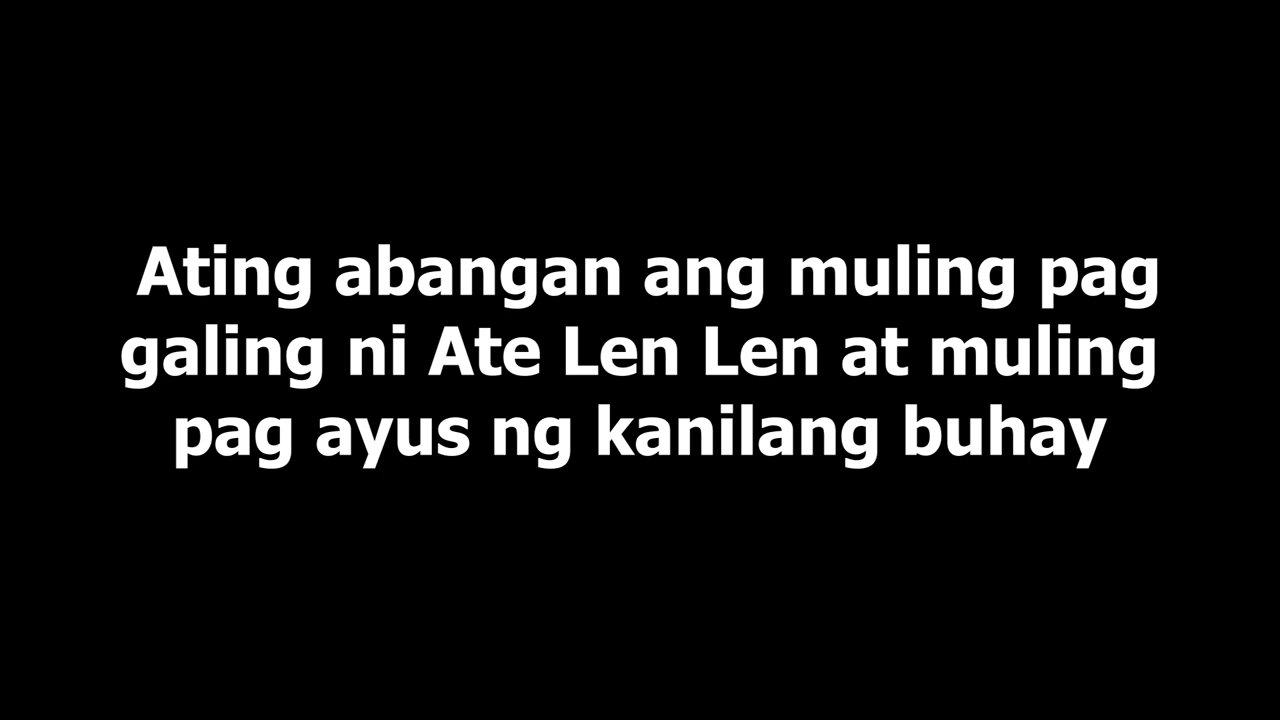 Ating abangan ang muling pag
galing ni Ate Len Len at muling
pag ayus ng kanilang buhay